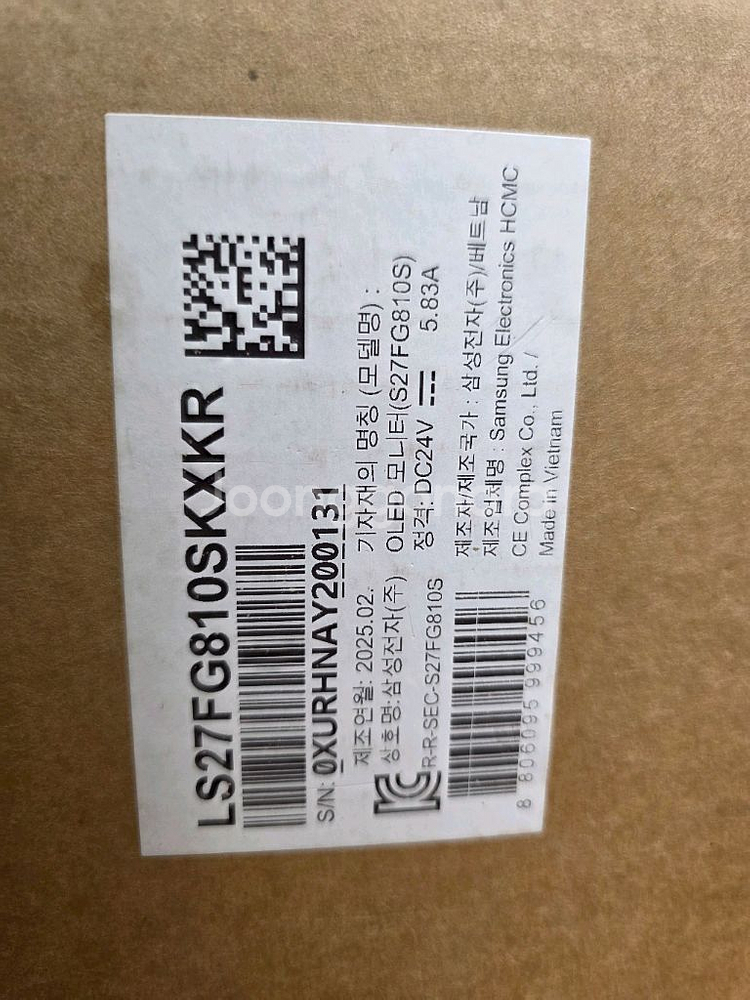 LS27FG810SKXKR
S/N: 0XURHNAY200131
제조연월: 2025.02.
상호명:삼성전자(주)
R-R-SEC-S27FG810S
8 806095 999456
기자재의 명칭 (모델명) :
OLED 모니터(S27FG810S)
정격: DC24V 5.83A
제조자/제조국가 : 삼성전자(주)/베트남
제조업체명 : Samsung Electronics HCMC
CE Complex Co., Ltd. /
Made in Vietnam